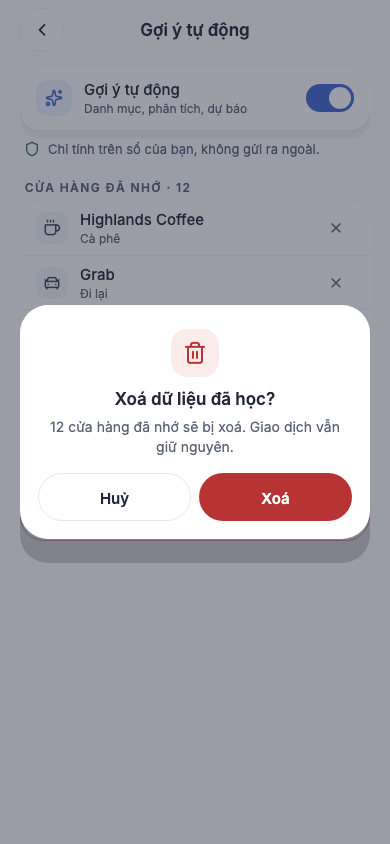 Gợi ý tự động
Gợi ý tự động
Danh mục, phân tích, dự báo
Chỉ tính trên sổ của bạn, không gửi ra ngoài.
CỬA HÀNG ĐÃ NHỚ · 12
Highlands Coffee
Cà phê
Grab
Đi lại
Xoá dữ liệu đã học?
12 cửa hàng đã nhớ sẽ bị xoá. Giao dịch vẫn
giữ nguyên.
Huỷ
Xoá